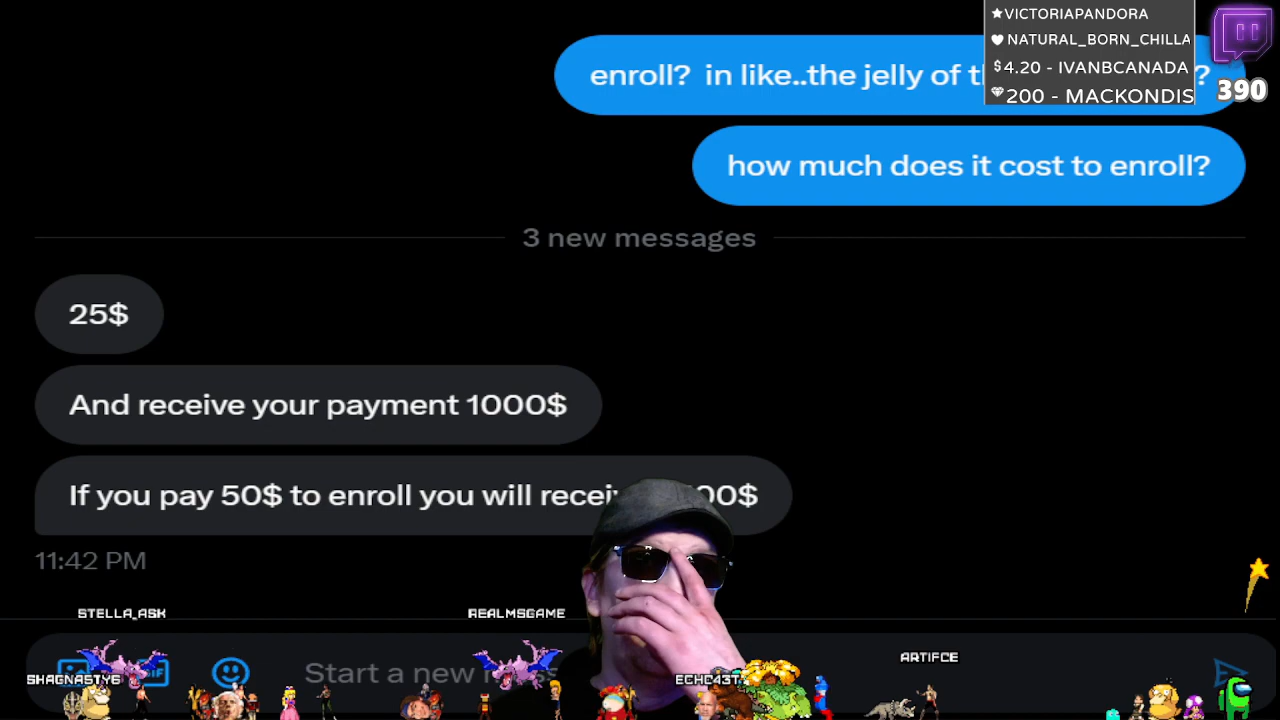 ★VICTORIAPANDORA
enroll? in like..the jelly of ?
♥ NATURAL_BORN_CHILLA
$4.20 - IVANBCANADA
200 - MACKONDIS
390
how much does it cost to enroll?
3 new messages
25$
And receive your payment 1000$
If you pay 50$ to enroll you will 00$
11:42 PM
STELLA_ASK
REALMSGAME
Start a new
GIF
ARTIFCE
SHAGNASTY6